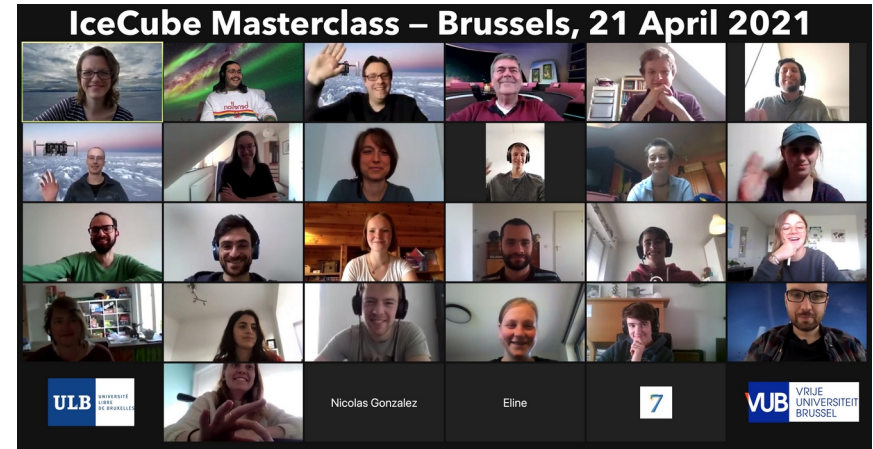 IceCube Masterclass – Brussels, 21 April 2021
benetton
ULB
UNIVERSITÉ
LIBRE
DE BRUXELLES
Nicolas Gonzalez
Eline
7
VUB
VRIJE
UNIVERSITEIT
BRUSSEL